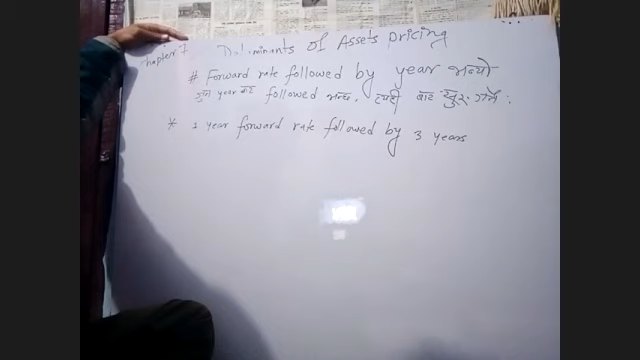 Chapter 7 Determinants of Assets pricing
# Forward rate followed by year भन्यो
कुन year बाट followed भन्छ, त्यही बाट सुरु गर्ने :
* 1 year forward rate followed by 3 years